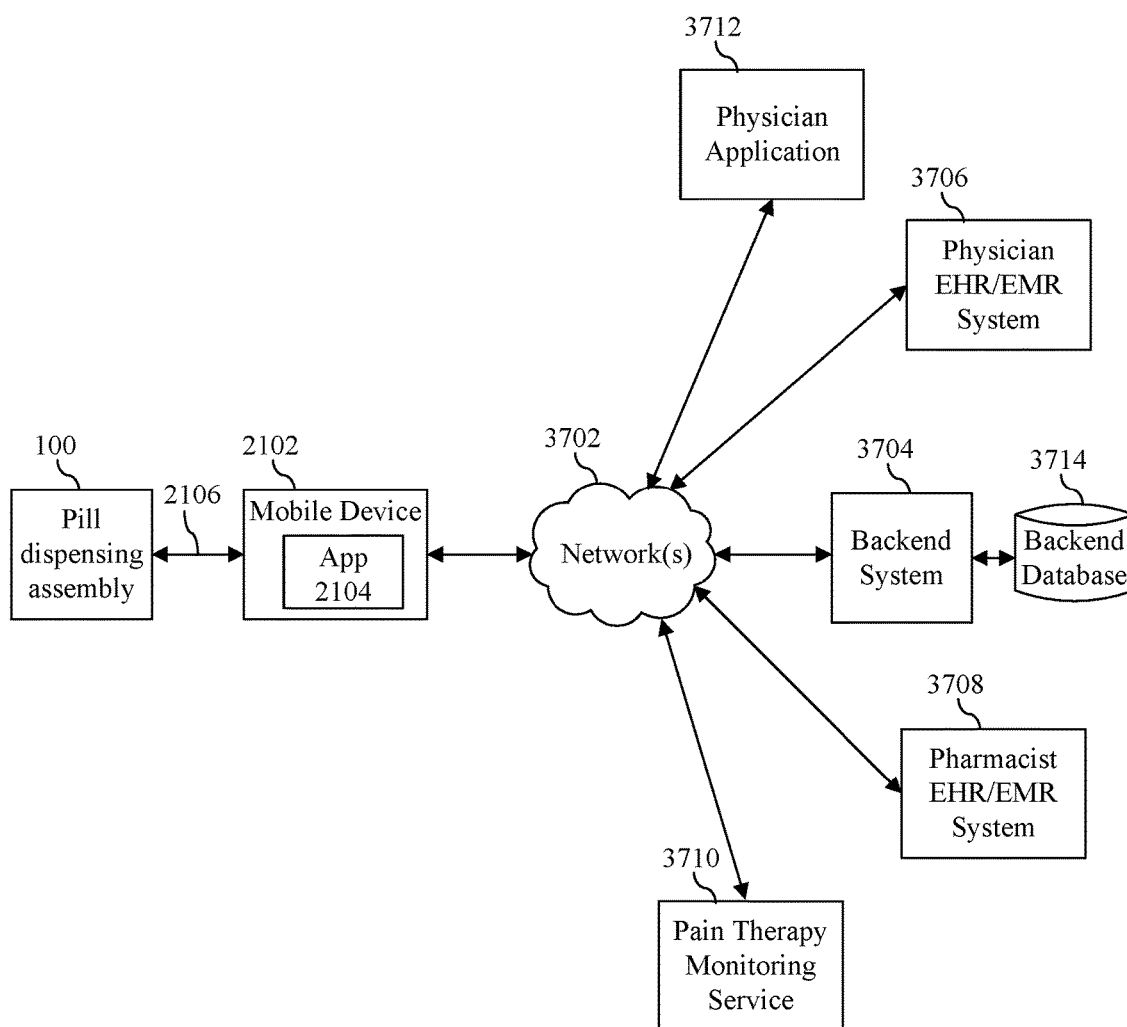 3712
Physician
Application
3706
Physician
EHR/EMR
System
100
2106
2102
3702
3704
3714
Pill
dispensing
assembly
Mobile Device
App
2104
Network(s)
Backend
System
Backend
Database
3708
Pharmacist
EHR/EMR
System
3710
Pain Therapy
Monitoring
Service